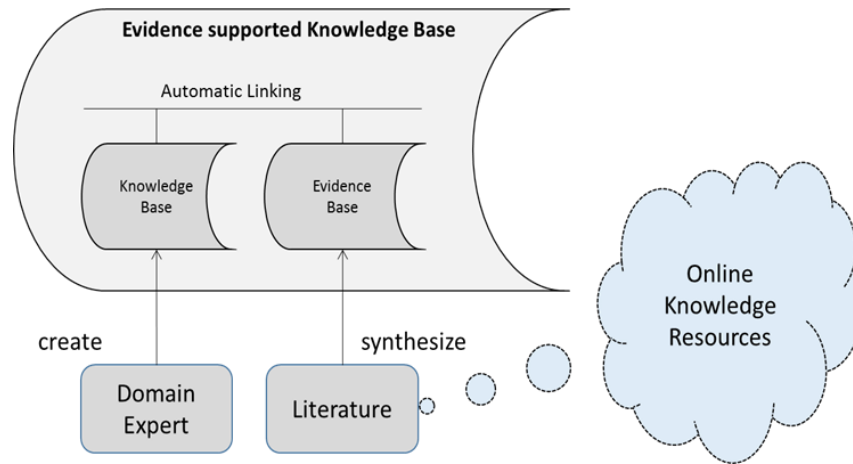 Evidence supported Knowledge Base
Automatic Linking
Knowledge
Base
Evidence
Base
Online
Knowledge
Resources
create
synthesize
Domain
Expert
Literature